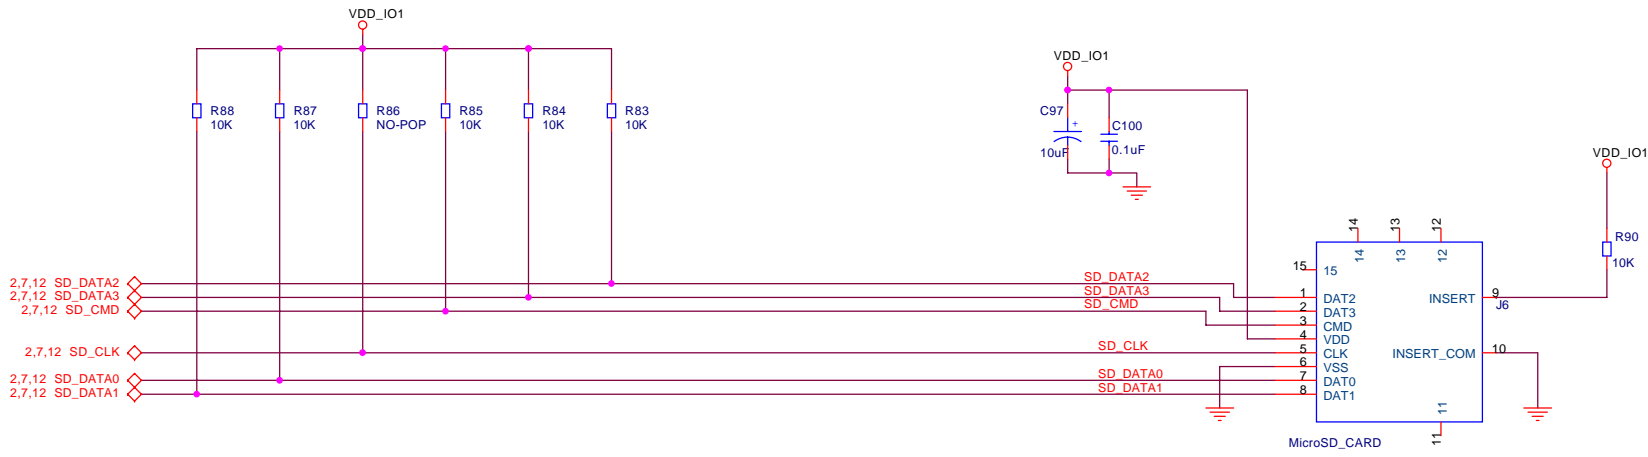 VDD_IO1
VDD_IO1
VDD_IO1
R88
10K
R87
10K
R86
NO-POP
R85
10K
R84
10K
R83
10K
C97
+
10uF
C100
0.1uF
R90
10K
14
13
12
14
13
12
15
15
2,7,12 SD_DATA2
2,7,12 SD_DATA3
2,7,12 SD_CMD
2,7,12 SD_CLK
2,7,12 SD_DATA0
2,7,12 SD_DATA1
SD_DATA2
SD_DATA3
SD_CMD
SD_CLK
SD_DATA0
SD_DATA1
1 DAT2
2 DAT3
3 CMD
4 VDD
5 CLK
6 VSS
7 DAT0
8 DAT1
INSERT 9
J6
INSERT_COM 10
11
11
MicroSD_CARD